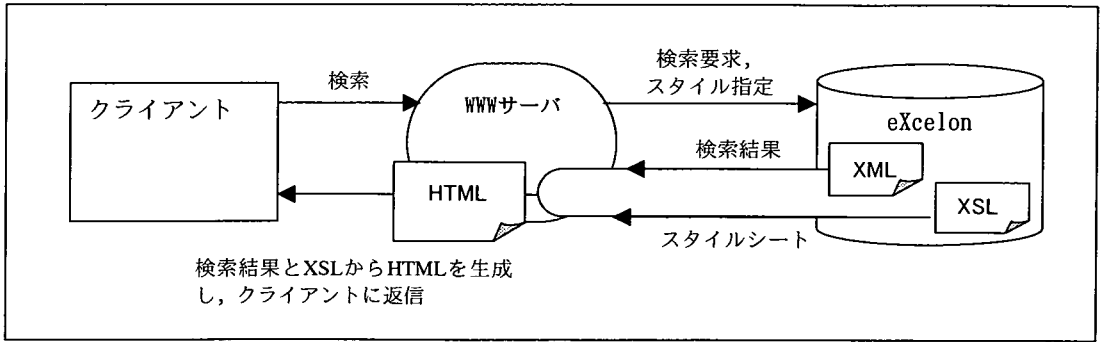 クライアント
検索
WWWサーバ
検索要求,
スタイル指定
eXcelon
検索結果
XML
HTML
XSL
スタイルシート
検索結果とXSLからHTMLを生成
し,クライアントに返信